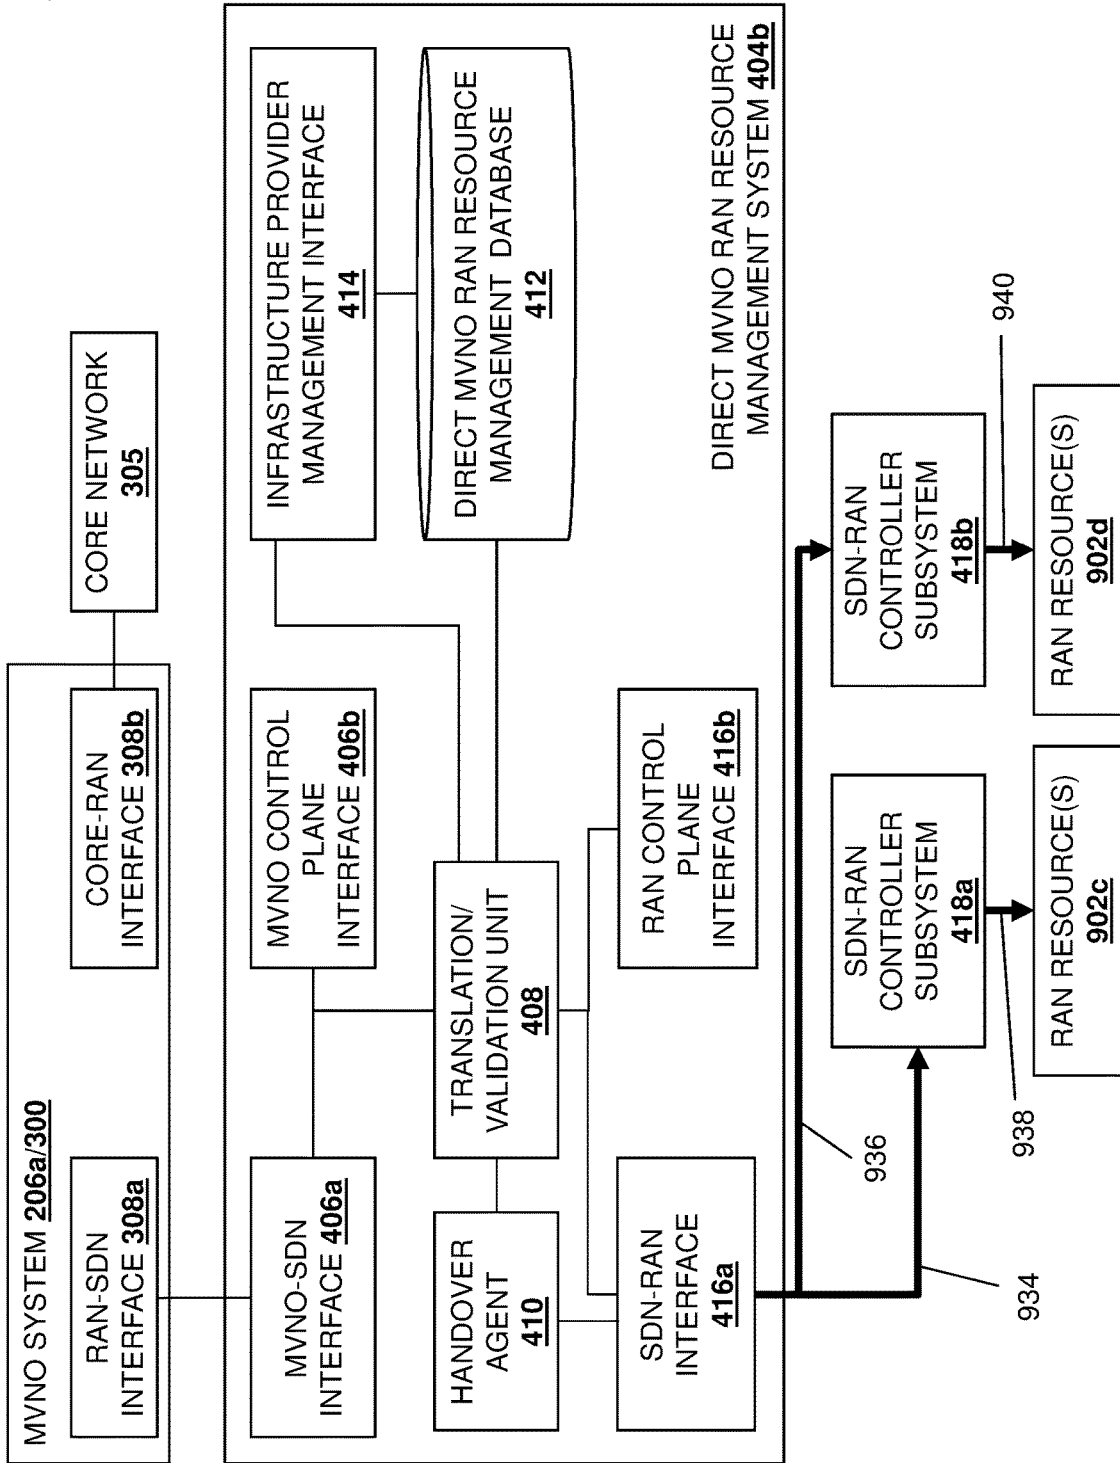 MVNO SYSTEM 206a/300
RAN-SDN
INTERFACE 308a
CORE-RAN
INTERFACE 308b
CORE NETWORK
305
MVNO-SDN
INTERFACE 406a
MVNO CONTROL
PLANE
INTERFACE 406b
INFRASTRUCTURE PROVIDER
MANAGEMENT INTERFACE
414
HANDOVER
AGENT
410
TRANSLATION/
VALIDATION UNIT
408
DIRECT MVNO RAN RESOURCE
MANAGEMENT DATABASE
412
SDN-RAN
INTERFACE
416a
RAN CONTROL
PLANE
INTERFACE 416b
DIRECT MVNO RAN RESOURCE
MANAGEMENT SYSTEM 404b
934
936
SDN-RAN
CONTROLLER
SUBSYSTEM
418a
SDN-RAN
CONTROLLER
SUBSYSTEM
418b
938
940
RAN RESOURCE(S)
902c
RAN RESOURCE(S)
902d